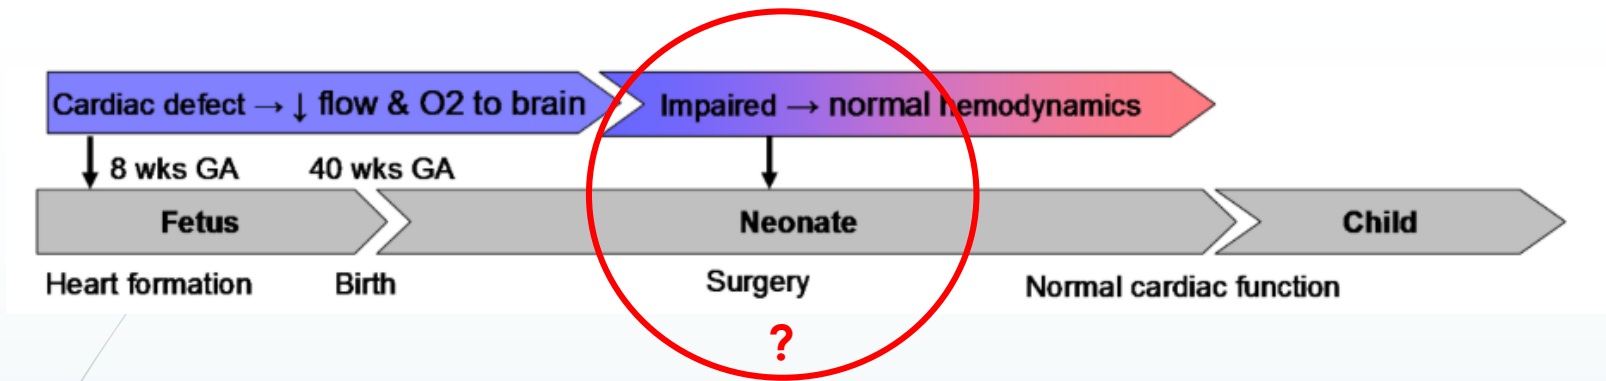 Cardiac defect → ↓ flow & O2 to brain
Impaired → normal hemodynamics
8 wks GA
40 wks GA
Fetus
Neonate
Child
Heart formation
Birth
Surgery
Normal cardiac function
?